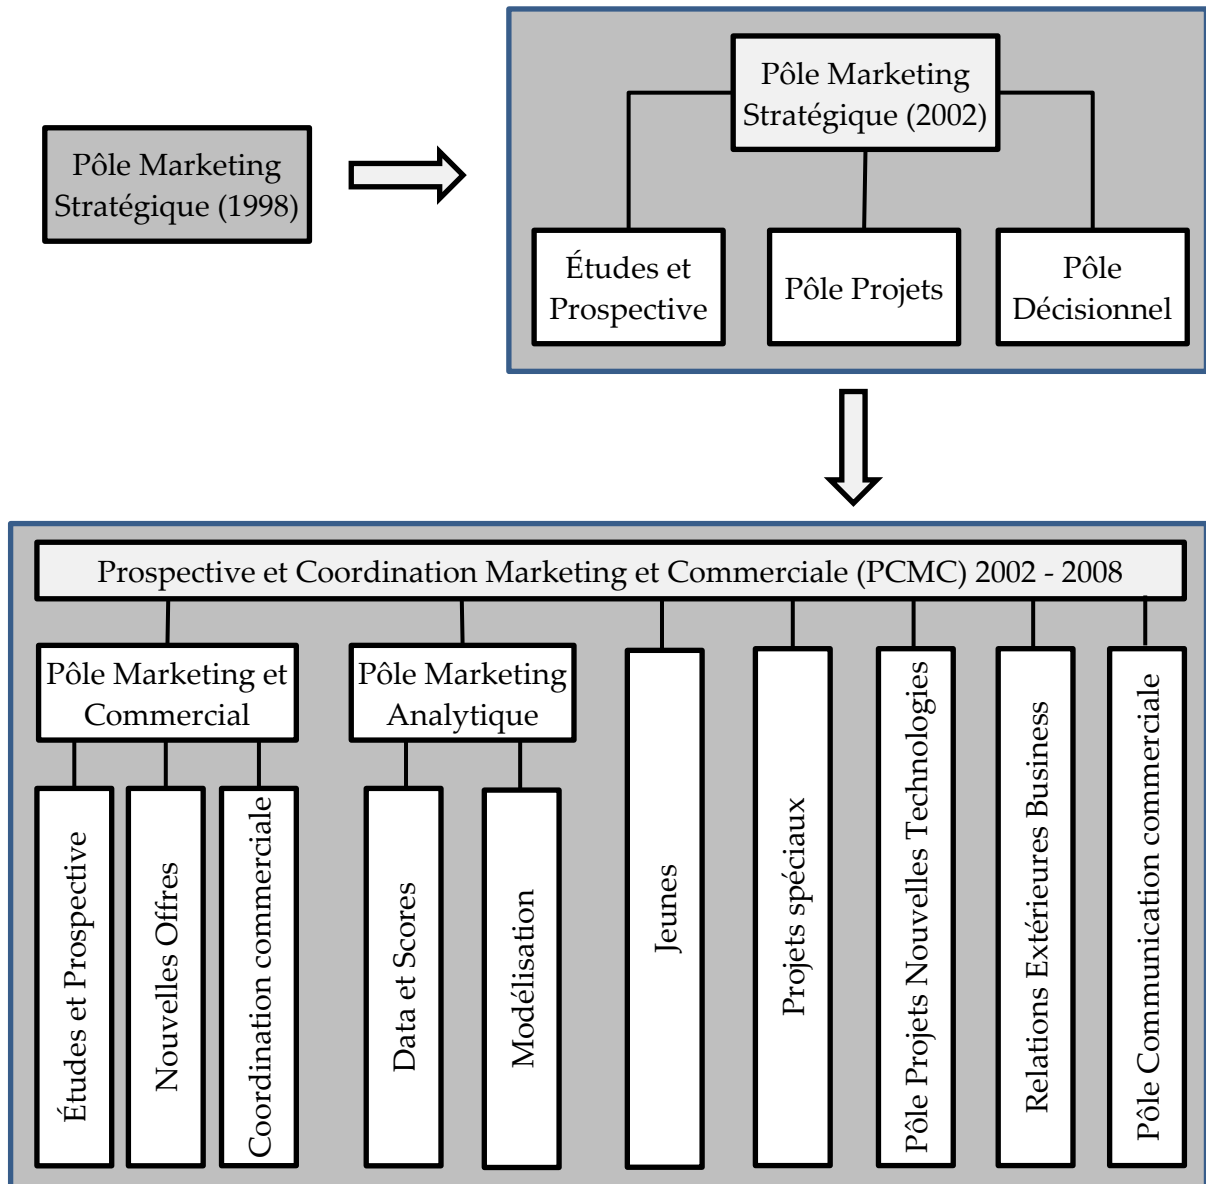 Pôle Marketing
Stratégique (1998)
Pôle Marketing
Stratégique (2002)
Études et
Prospective
Pôle Projets
Pôle
Décisionnel
Prospective et Coordination Marketing et Commerciale (PCMC) 2002 - 2008
Pôle Marketing et
Commercial
Pôle Marketing
Analytique
Études et Prospective
Nouvelles Offres
Coordination commerciale
Data et Scores
Modélisation
Jeunes
Projets spéciaux
Pôle Projets Nouvelles Technologies
Relations Extérieures Business
Pôle Communication commerciale